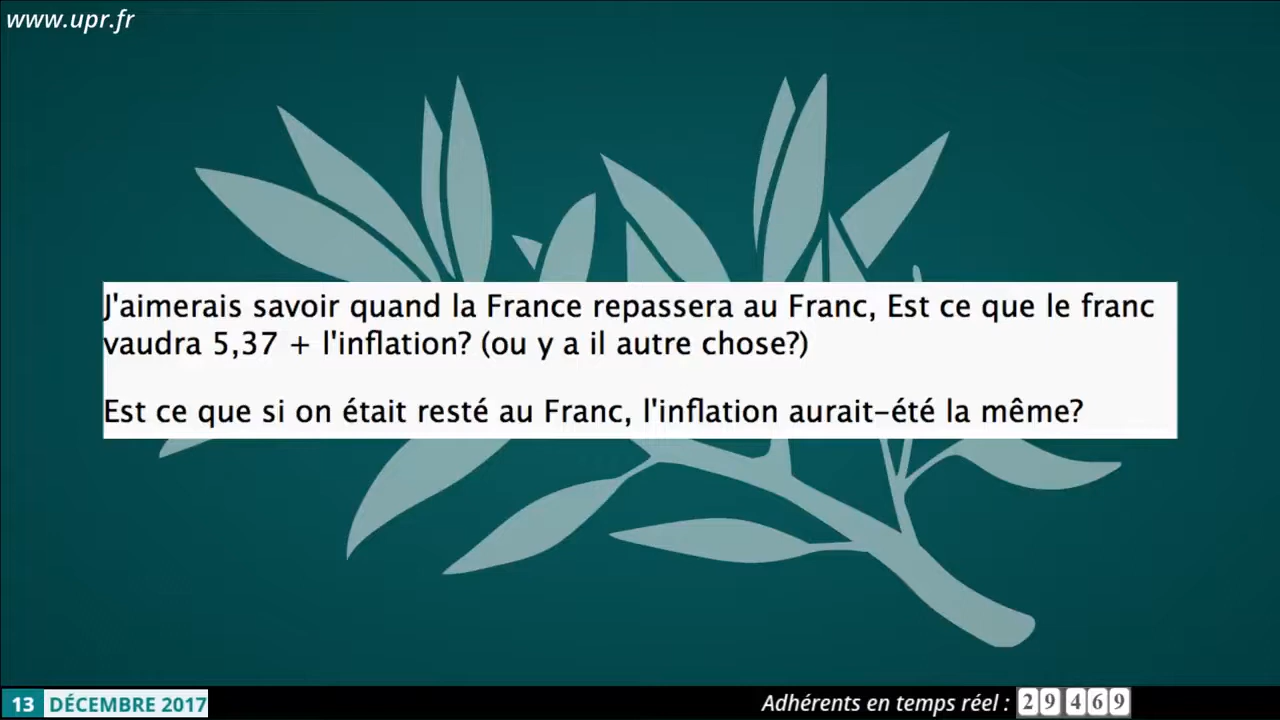 www.upr.fr
J'aimerais savoir quand la France repassera au Franc, Est ce que le franc
vaudra 5,37 + l'inflation? (ou y a il autre chose?)
Est ce que si on était resté au Franc, l'inflation aurait-été la même?
13 DÉCEMBRE 2017
Adhérents en temps réel : 29 469